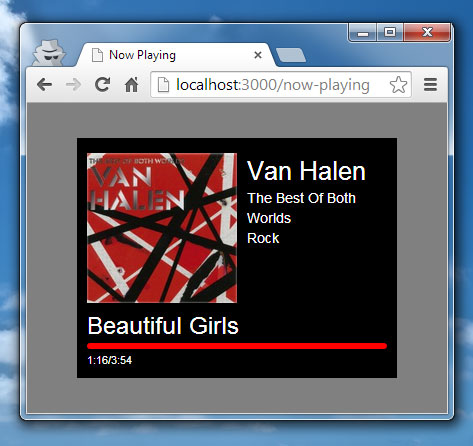 Now Playing
localhost:3000/now-playing
THE BEST OF BOTH WORLDS
VAN
HALEN
Van Halen
The Best Of Both
Worlds
Rock
Beautiful Girls
1:16/3:54